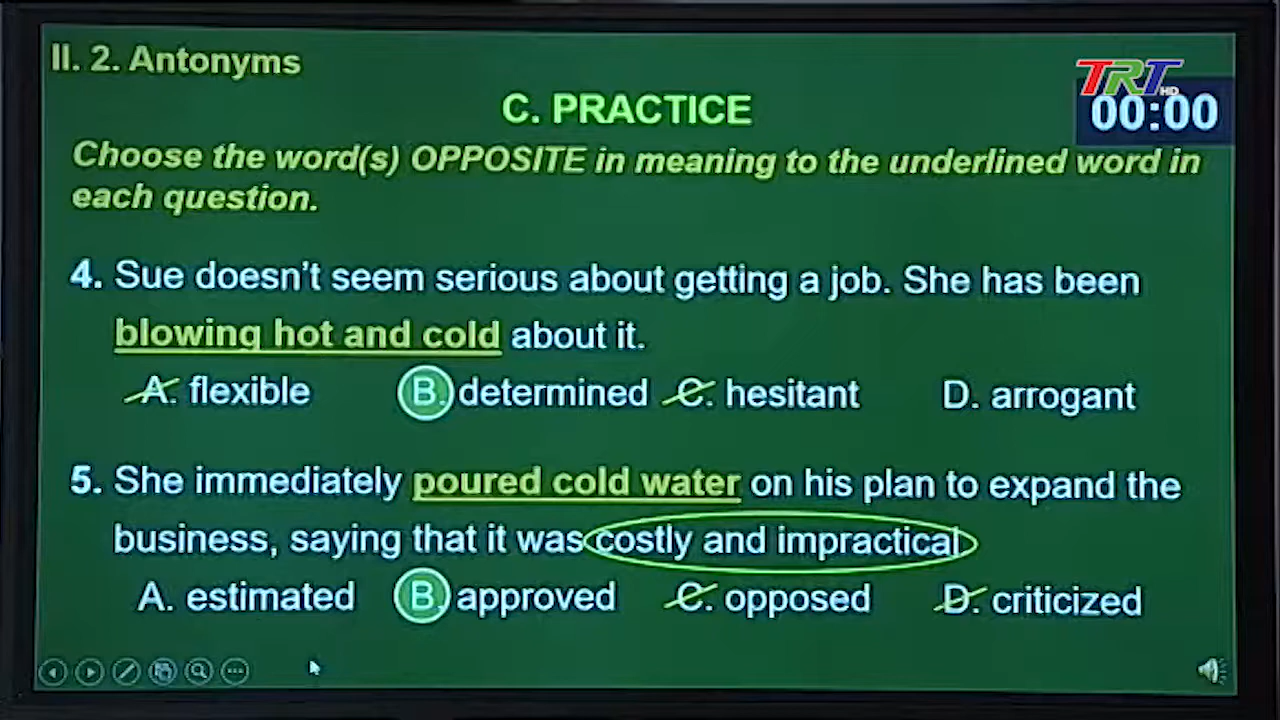 II. 2. Antonyms
TRT HD
00:00
C. PRACTICE
Choose the word(s) OPPOSITE in meaning to the underlined word in
each question.
4. Sue doesn't seem serious about getting a job. She has been
blowing hot and cold about it.
A. flexible B. determined C. hesitant D. arrogant
5. She immediately poured cold water on his plan to expand the
business, saying that it was costly and impractical
A. estimated B. approved C. opposed D. criticized